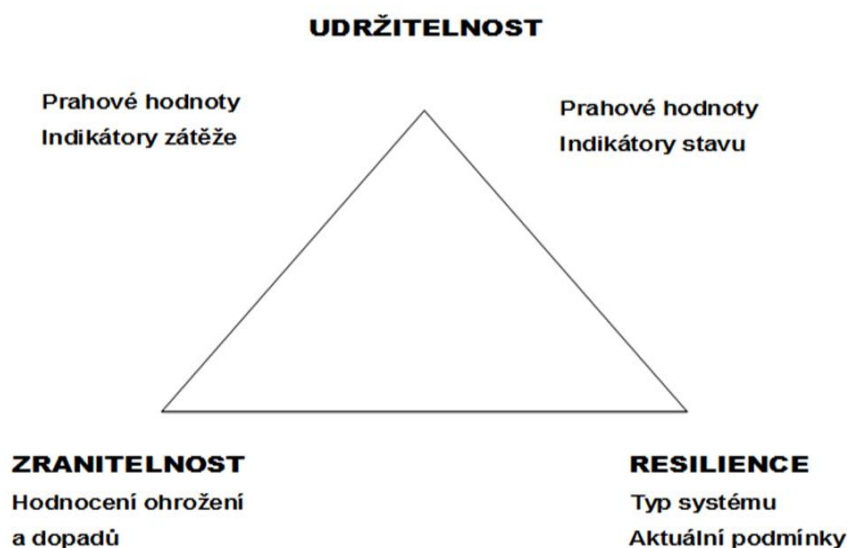 UDRŽITELNOST
Prahové hodnoty
Indikátory zátěže
Prahové hodnoty
Indikátory stavu
ZRANITELNOST
Hodnocení ohrožení
a dopadů
RESILIENCE
Typ systému
Aktuální podmínky